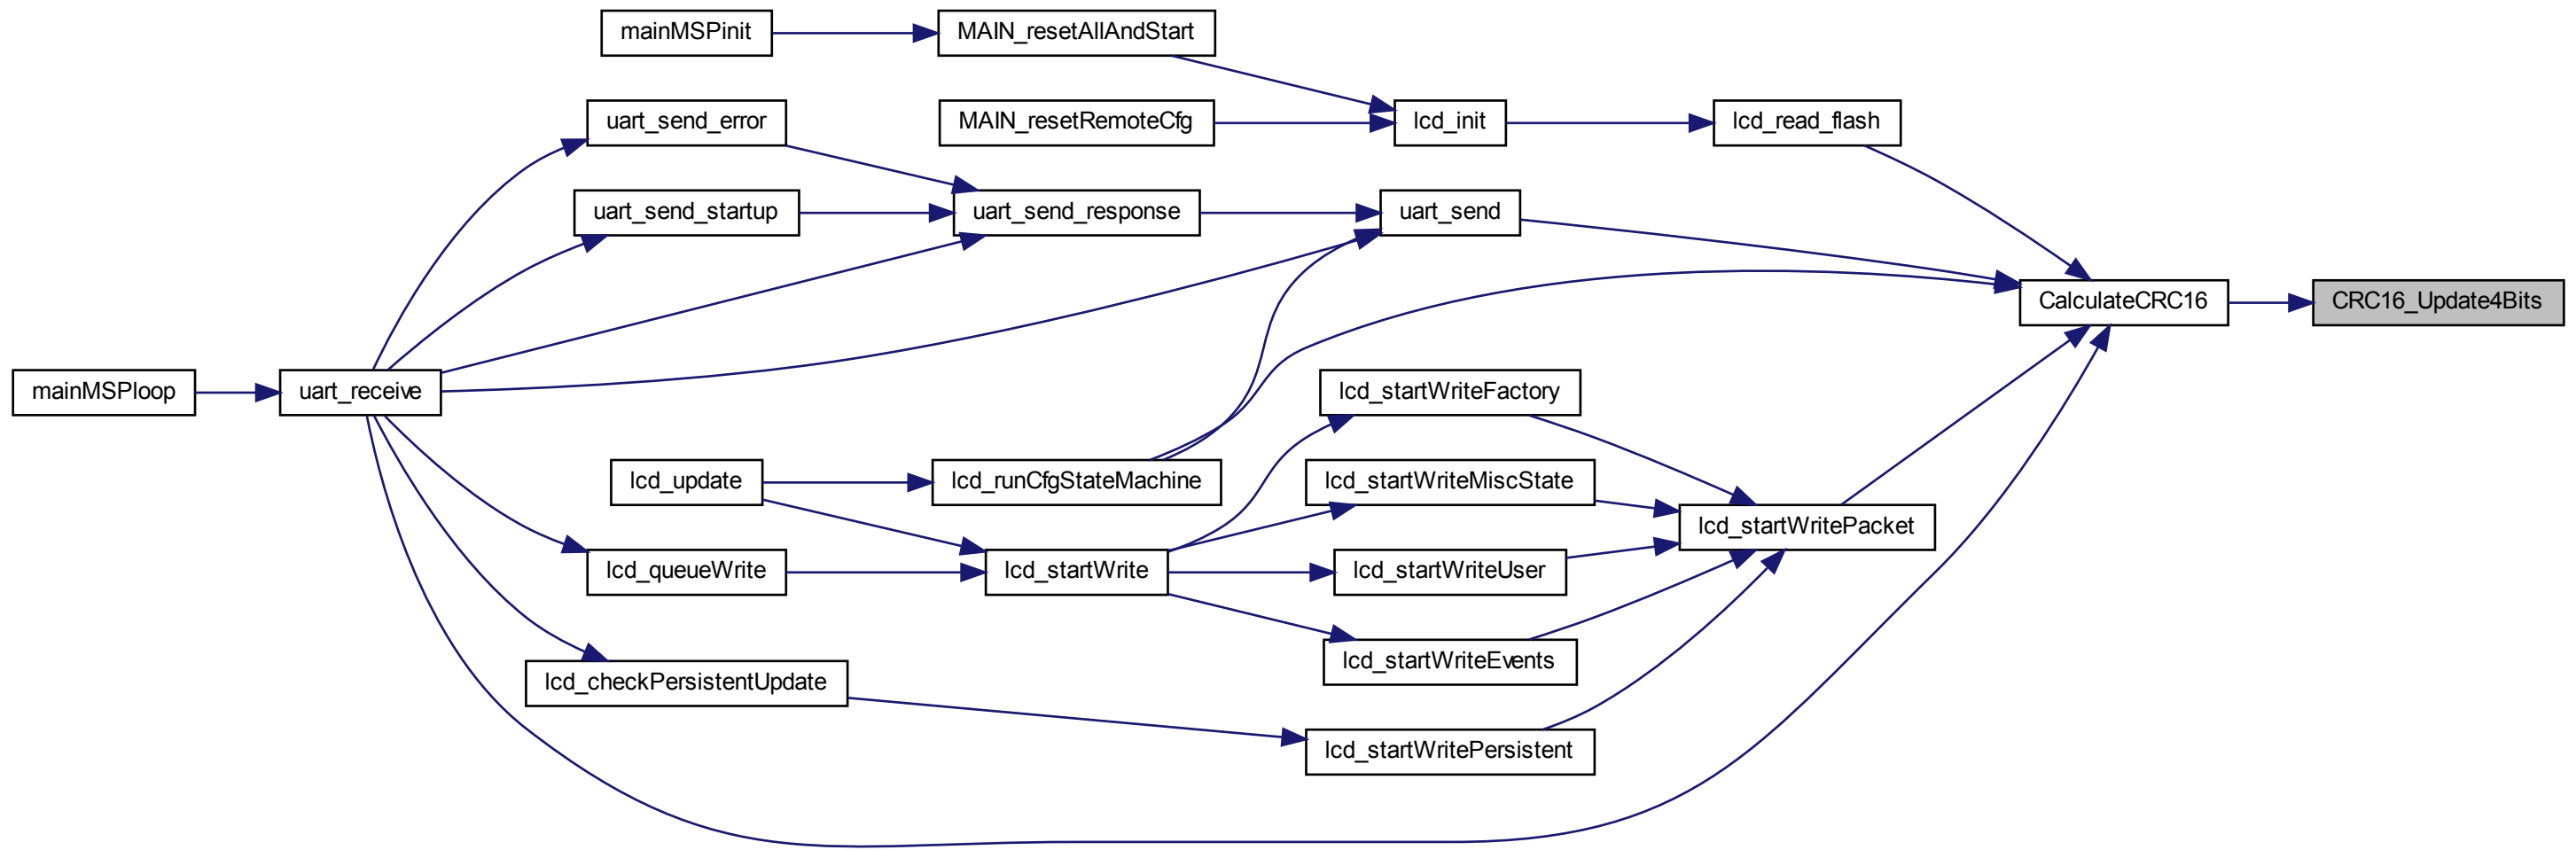 mainMSPinit
MAIN_resetAllAndStart
uart_send_error
MAIN_resetRemoteCfg
lcd_init
lcd_read_flash
uart_send_startup
uart_send_response
uart_send
CalculateCRC16
CRC16_Update4Bits
mainMSPloop
uart_receive
lcd_startWriteFactory
lcd_update
lcd_runCfgStateMachine
lcd_startWriteMiscState
lcd_startWritePacket
lcd_queueWrite
lcd_startWrite
lcd_startWriteUser
lcd_startWriteEvents
lcd_checkPersistentUpdate
lcd_startWritePersistent